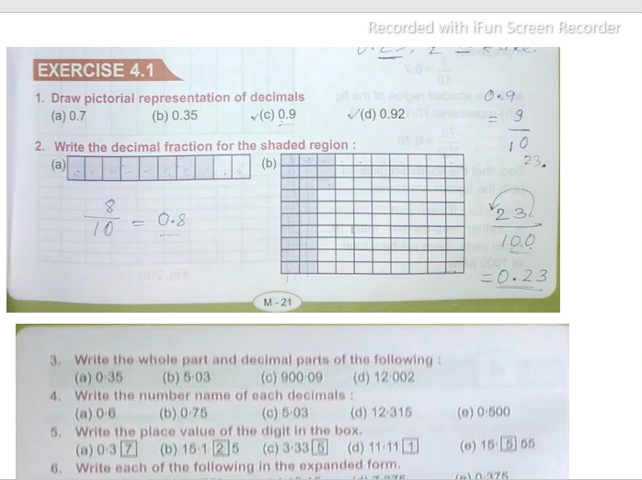 Recorded with iFun Screen Recorder
EXERCISE 4.1
1. Draw pictorial representation of decimals
(a) 0.7 (b) 0.35 ✓(c) 0.9 ✓(d) 0.92
0.9
= 9
10
2. Write the decimal fraction for the shaded region :
(a) (b)
8
10 = 0.8
23.
23
100
= 0.23
M - 21
3. Write the whole part and decimal parts of the following :
(a) 0·35 (b) 5·03 (c) 900·09 (d) 12·002
4. Write the number name of each decimals :
(a) 0·6 (b) 0·75 (c) 5·03 (d) 12·315 (e) 0·500
5. Write the place value of the digit in the box.
(a) 0·3 7 (b) 15·1 2 5 (c) 3·33 5 (d) 11·11 1 (e) 15· 5 55
6. Write each of the following in the expanded form.
(e) 0·375